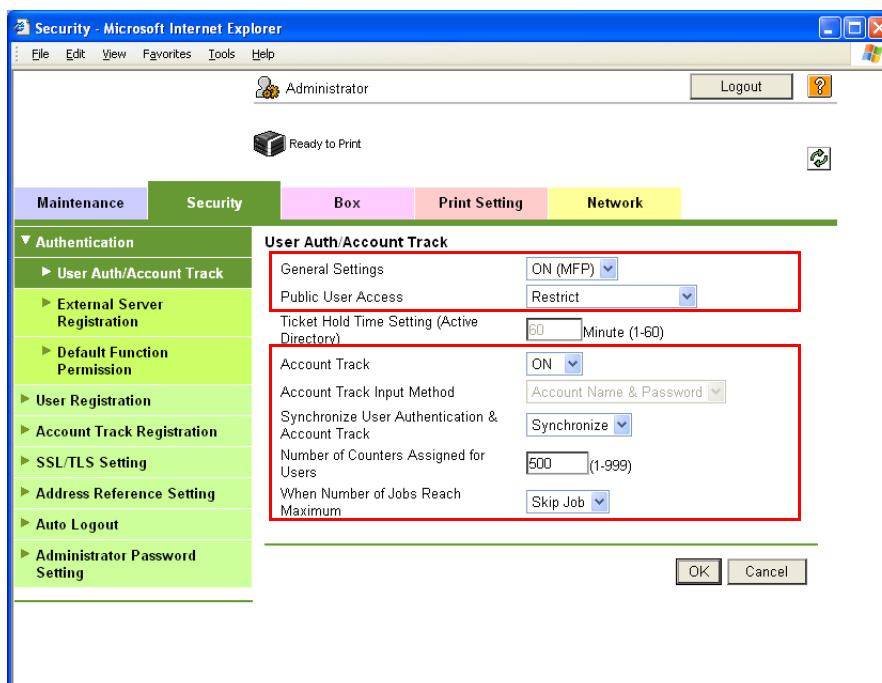 Security - Microsoft Internet Explorer
File Edit View Favorites Tools Help
Administrator
Logout
?
Ready to Print
Maintenance
Security
Box
Print Setting
Network
Authentication
User Auth/Account Track
External Server
Registration
Default Function
Permission
User Registration
Account Track Registration
SSL/TLS Setting
Address Reference Setting
Auto Logout
Administrator Password
Setting
User Auth/Account Track
General Settings
ON (MFP)
Public User Access
Restrict
Ticket Hold Time Setting (Active
Directory)
60 Minute (1-60)
Account Track
ON
Account Track Input Method
Account Name & Password
Synchronize User Authentication &
Account Track
Synchronize
Number of Counters Assigned for
Users
500 (1-999)
When Number of Jobs Reach
Maximum
Skip Job
OK
Cancel